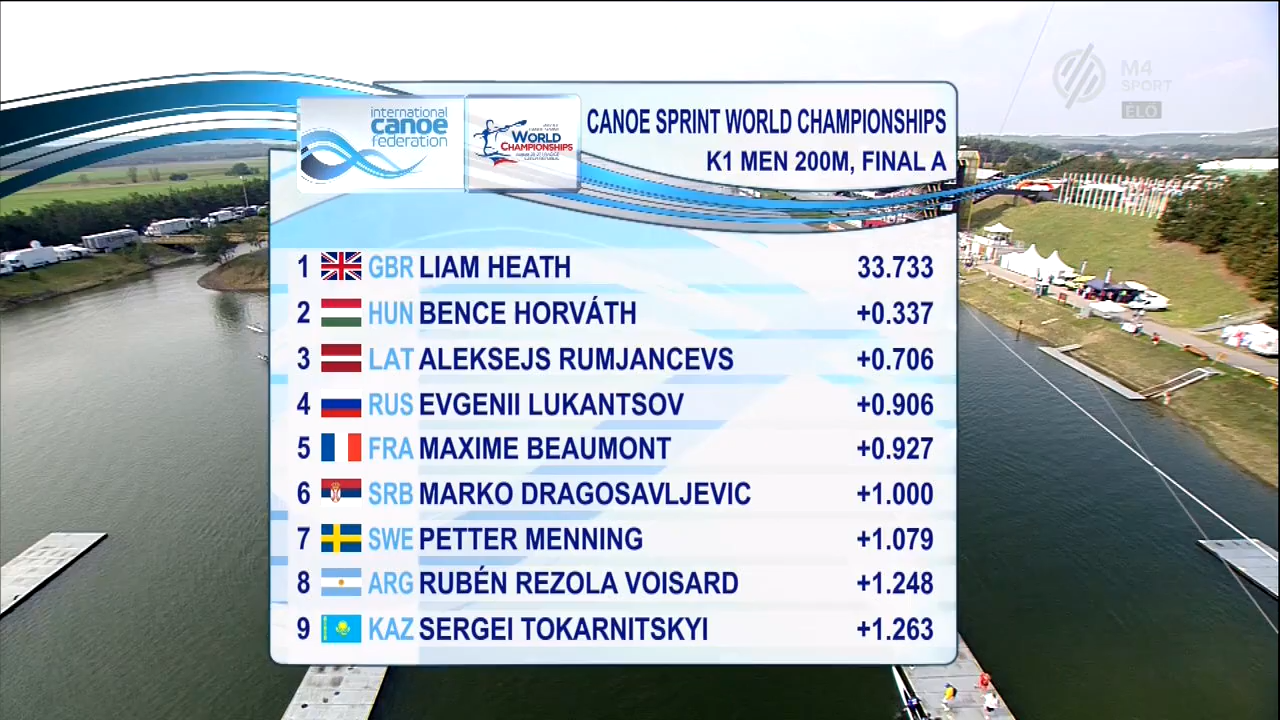 M4
SPORT
ÉLŐ
international
canoe
federation
WORLD
CHAMPIONSHIPS
CANOE SPRINT WORLD CHAMPIONSHIPS
K1 MEN 200M, FINAL A
1 GBR LIAM HEATH 33.733
2 HUN BENCE HORVÁTH +0.337
3 LAT ALEKSEJS RUMJANCEVS +0.706
4 RUS EVGENII LUKANTSOV +0.906
5 FRA MAXIME BEAUMONT +0.927
6 SRB MARKO DRAGOSAVLJEVIC +1.000
7 SWE PETTER MENNING +1.079
8 ARG RUBÉN REZOLA VOISARD +1.248
9 KAZ SERGEI TOKARNITSKYI +1.263